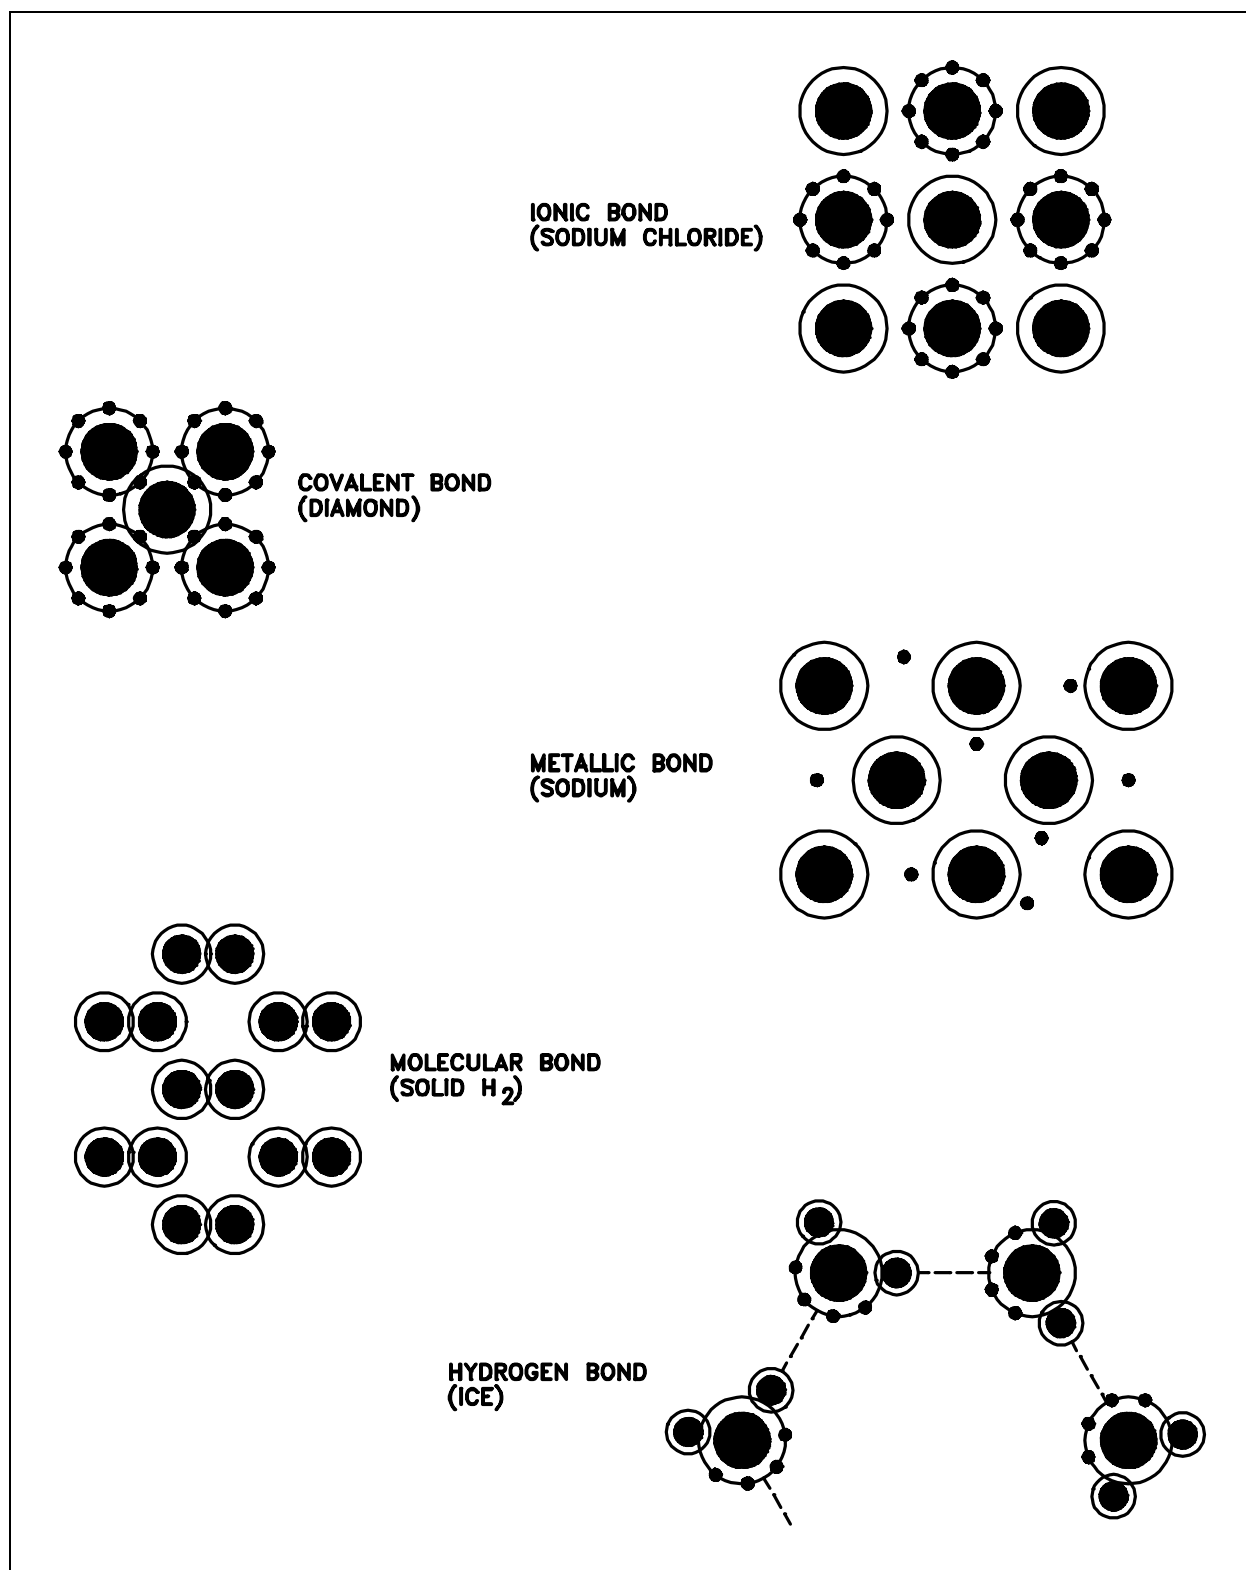 IONIC BOND
(SODIUM CHLORIDE)
COVALENT BOND
(DIAMOND)
METALLIC BOND
(SODIUM)
MOLECULAR BOND
(SOLID H2)
HYDROGEN BOND
(ICE)